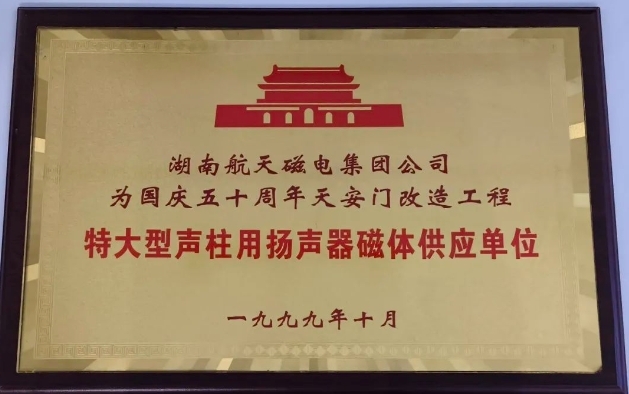 湖南航天磁电集团公司
为国庆五十周年天安门改造工程
特大型声柱用扬声器磁体供应单位
一九九九年十月